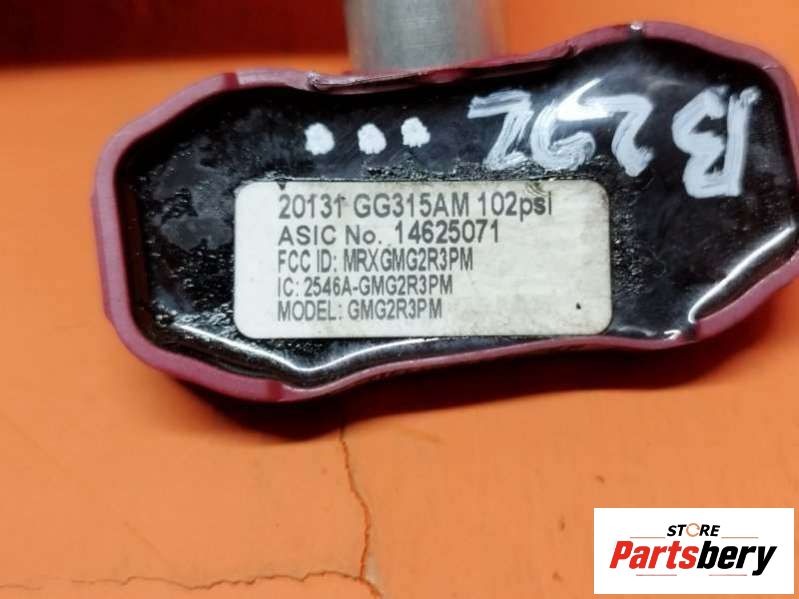 B292
20131 GG315AM 102psi
ASIC No. 14625071
FCC ID: MRXGMG2R3PM
IC: 2546A-GMG2R3PM
MODEL: GMG2R3PM
STORE
Partsbery